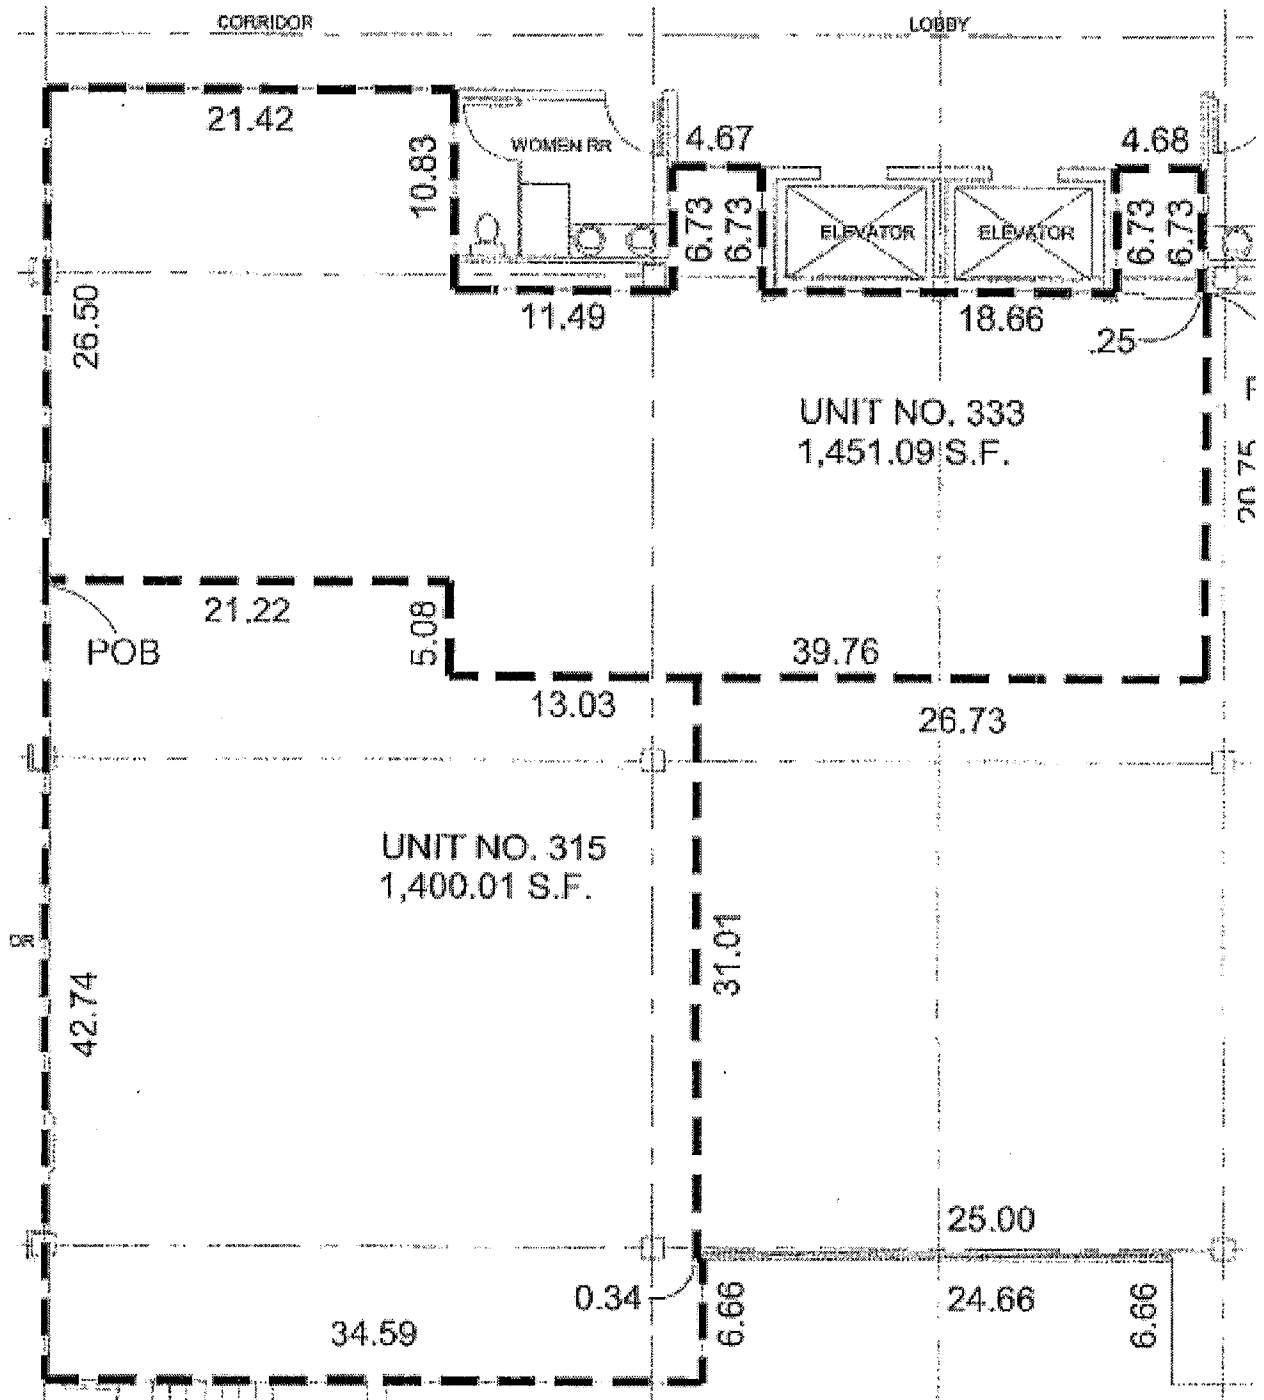 CORRIDOR
LOBBY
21.42
10.83
WOMEN RR
4.67
4.68
6.73
6.73
ELEVATOR
ELEVATOR
6.73
6.73
26.50
11.49
18.66
.25
UNIT NO. 333
1,451.09 S.F.
20.75
21.22
5.08
POB
39.76
13.03
26.73
UNIT NO. 315
1,400.01 S.F.
31.01
OR
42.74
25.00
0.34
6.66
24.66
6.66
34.59